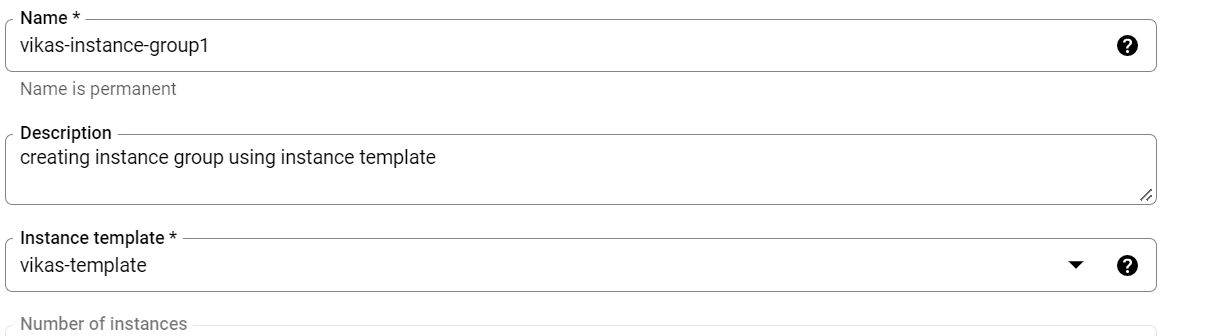 Name *
vikas-instance-group1
Name is permanent
Description
creating instance group using instance template
Instance template *
vikas-template
Number of instances